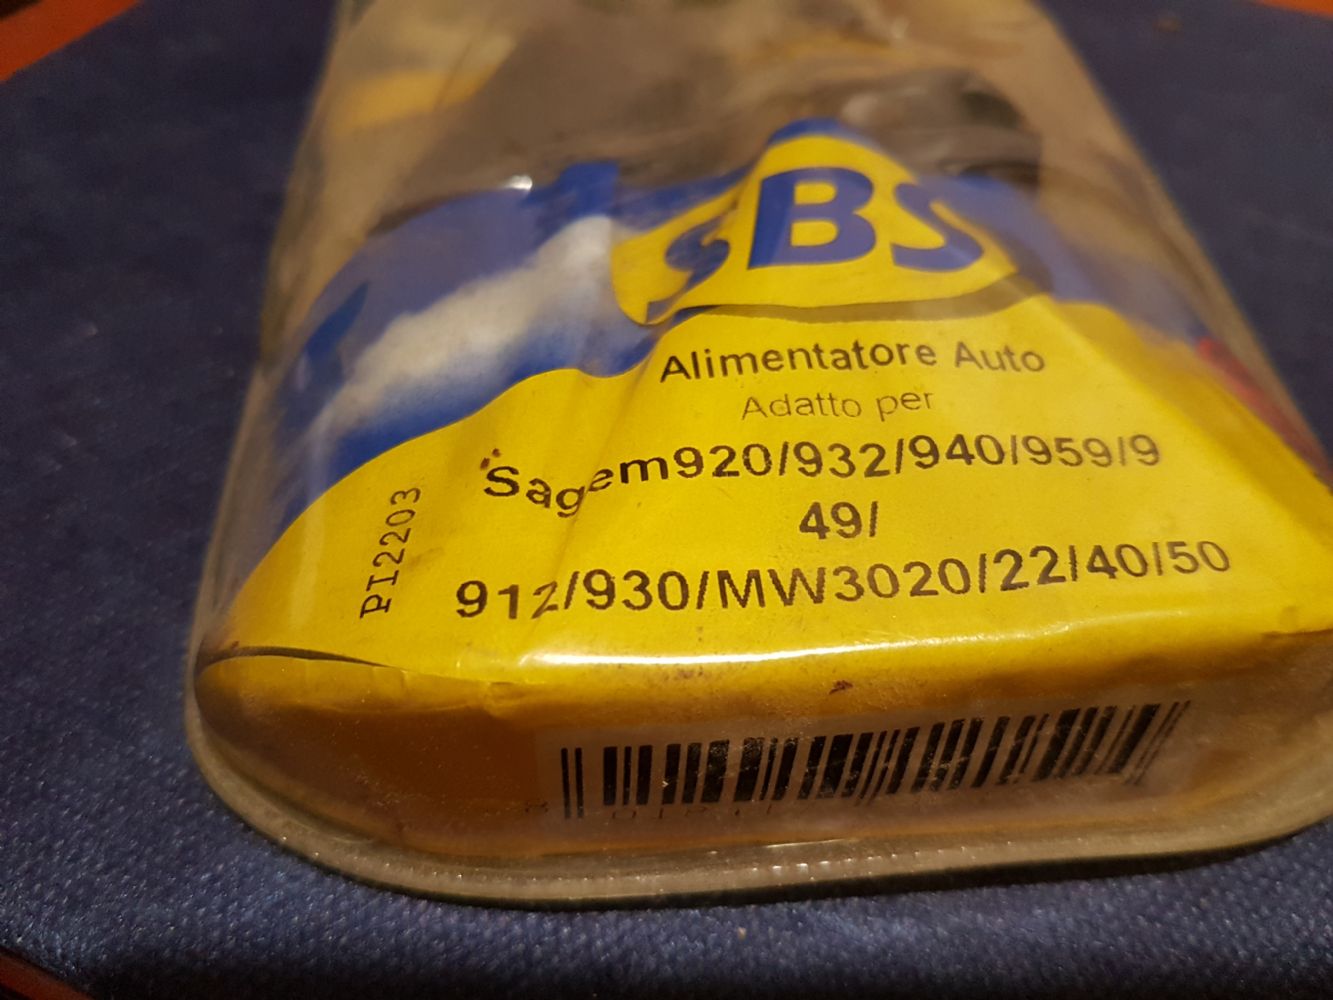 SBS
Alimentatore Auto
Adatto per
Sagem920/932/940/959/9
49/
912/930/MW3020/22/40/50
PI2203